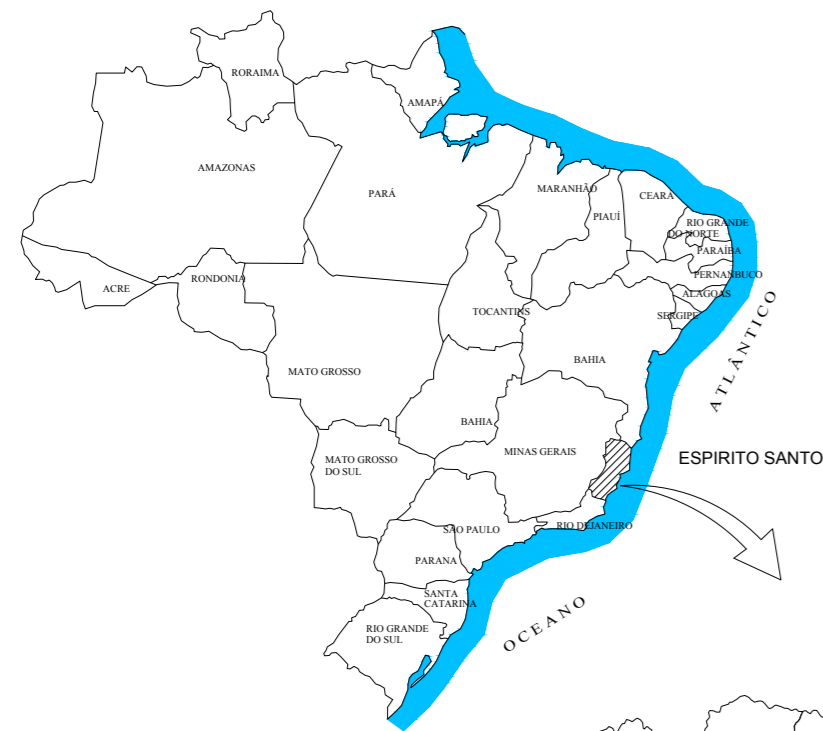 RORAIMA
AMAPÁ
AMAZONAS
PARÁ
MARANHÃO
CEARÁ
PIAUÍ
RIO GRANDE
DO NORTE
PARAÍBA
PERNANBUCO
ALAGOAS
SERGIPE
ACRE
RONDONIA
TOCANTINS
BAHIA
MATO GROSSO
BAHIA
MINAS GERAIS
MATO GROSSO
DO SUL
ESPIRITO SANTO
SÃO PAULO
RIO DEJANEIRO
PARANA
SANTA
CATARINA
RIO GRANDE
DO SUL
OCEANO
ATLÂNTICO